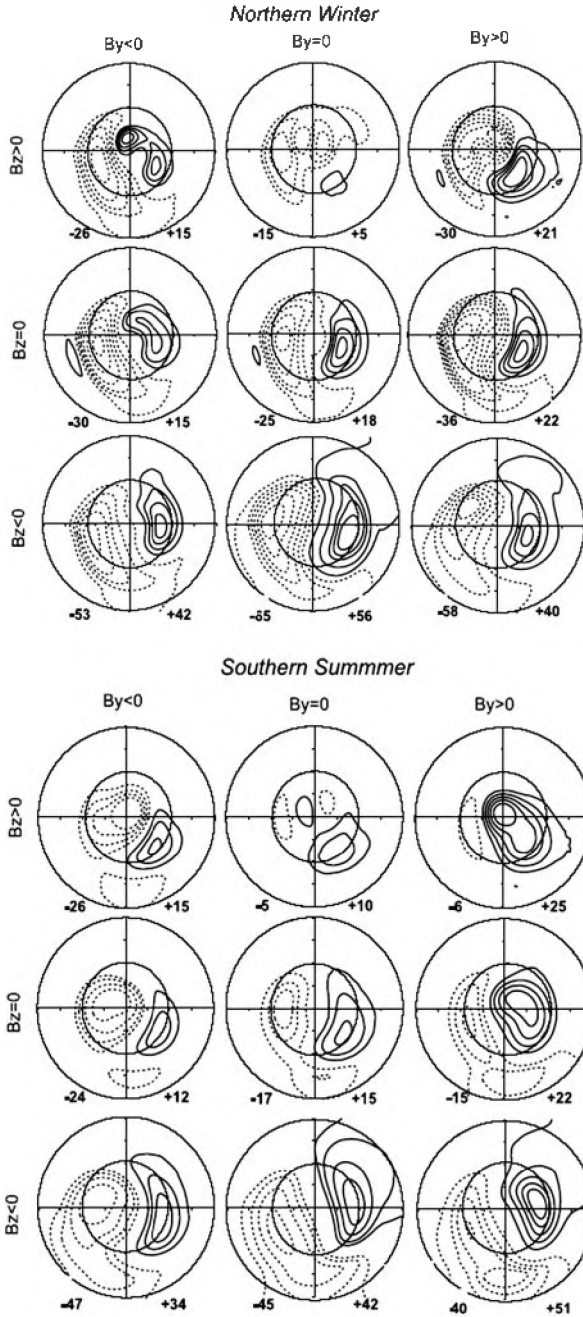 Northern Winter
By<0 By=0 By>0
Bz>0
-26 +15 -15 +5 -30 +21
Bz=0
-30 +15 -25 +18 -36 +22
Bz<0
-53 +42 -55 +56 -58 +40
Southern Summmer
By<0 By=0 By>0
Bz>0
-26 +15 -5 +10 -6 +25
Bz=0
-24 +12 -17 +15 -15 +22
Bz<0
-47 +34 -45 +42 -40 +51